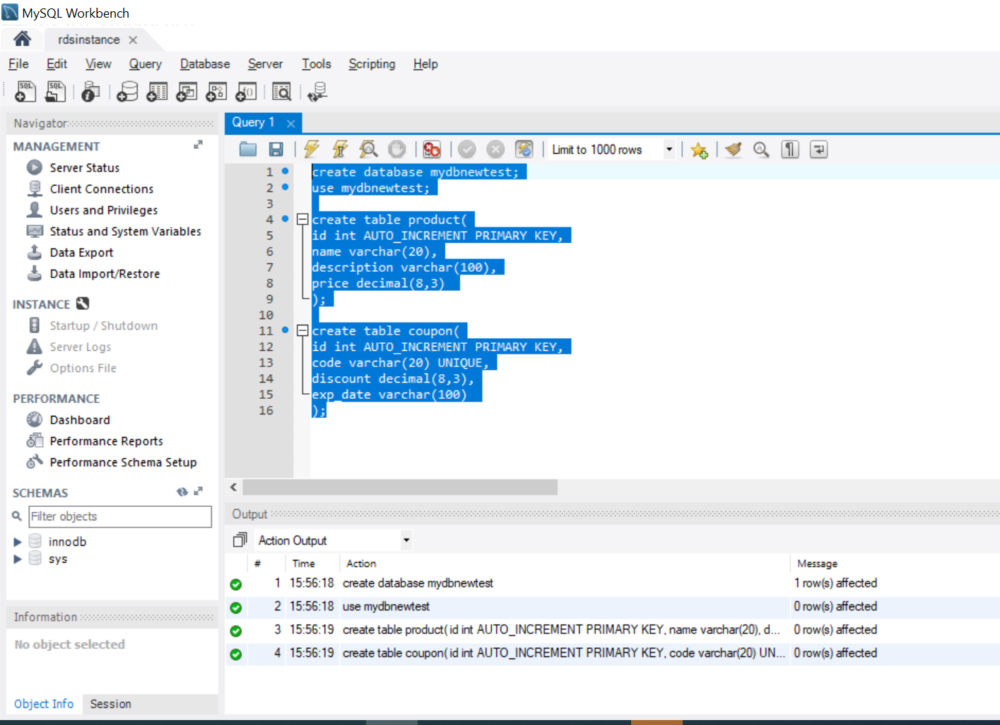 MySQL Workbench
rdsinstance
File Edit View Query Database Server Tools Scripting Help
Navigator
MANAGEMENT
Server Status
Client Connections
Users and Privileges
Status and System Variables
Data Export
Data Import/Restore
INSTANCE
Startup / Shutdown
Server Logs
Options File
PERFORMANCE
Dashboard
Performance Reports
Performance Schema Setup
SCHEMAS
Filter objects
innodb
sys
Information
No object selected
Object Info Session
Query 1
Limit to 1000 rows
1 create database mydbnewtest;
2 use mydbnewtest;
3
4 create table product(
5 id int AUTO_INCREMENT PRIMARY KEY,
6 name varchar(20),
7 description varchar(100),
8 price decimal(8,3)
9 );
10
11 create table coupon(
12 id int AUTO_INCREMENT PRIMARY KEY,
13 code varchar(20) UNIQUE,
14 discount decimal(8,3),
15 exp_date varchar(100)
16 );
Output
Action Output
# Time Action Message
1 15:56:18 create database mydbnewtest 1 row(s) affected
2 15:56:18 use mydbnewtest 0 row(s) affected
3 15:56:19 create table product( id int AUTO_INCREMENT PRIMARY KEY, name varchar(20), d... 0 row(s) affected
4 15:56:19 create table coupon( id int AUTO_INCREMENT PRIMARY KEY, code varchar(20) UN... 0 row(s) affected